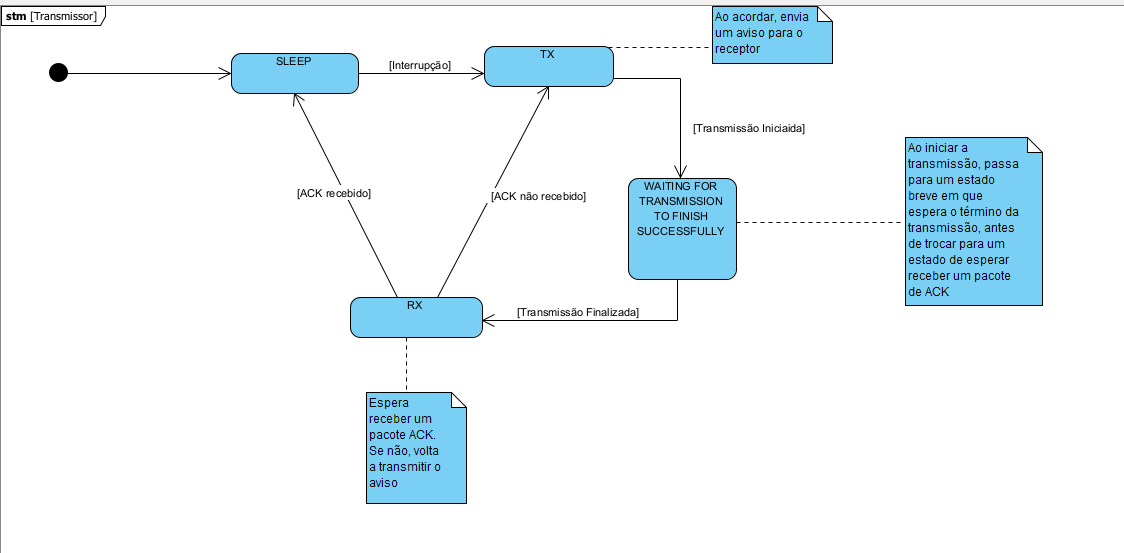 stm [Transmissor]
Ao acordar, envia
um aviso para o
receptor
SLEEP
[Interrupção]
TX
[Transmissão Iniciaida]
Ao iniciar a
transmissão, passa
para um estado
breve em que
espera o término da
transmissão, antes
de trocar para um
estado de esperar
receber um pacote
de ACK
WAITING FOR
TRANSMISSION
TO FINISH
SUCCESSFULLY
[ACK recebido]
[ACK não recebido]
RX
[Transmissão Finalizada]
Espera
receber um
pacote ACK.
Se não, volta
a transmitir o
aviso